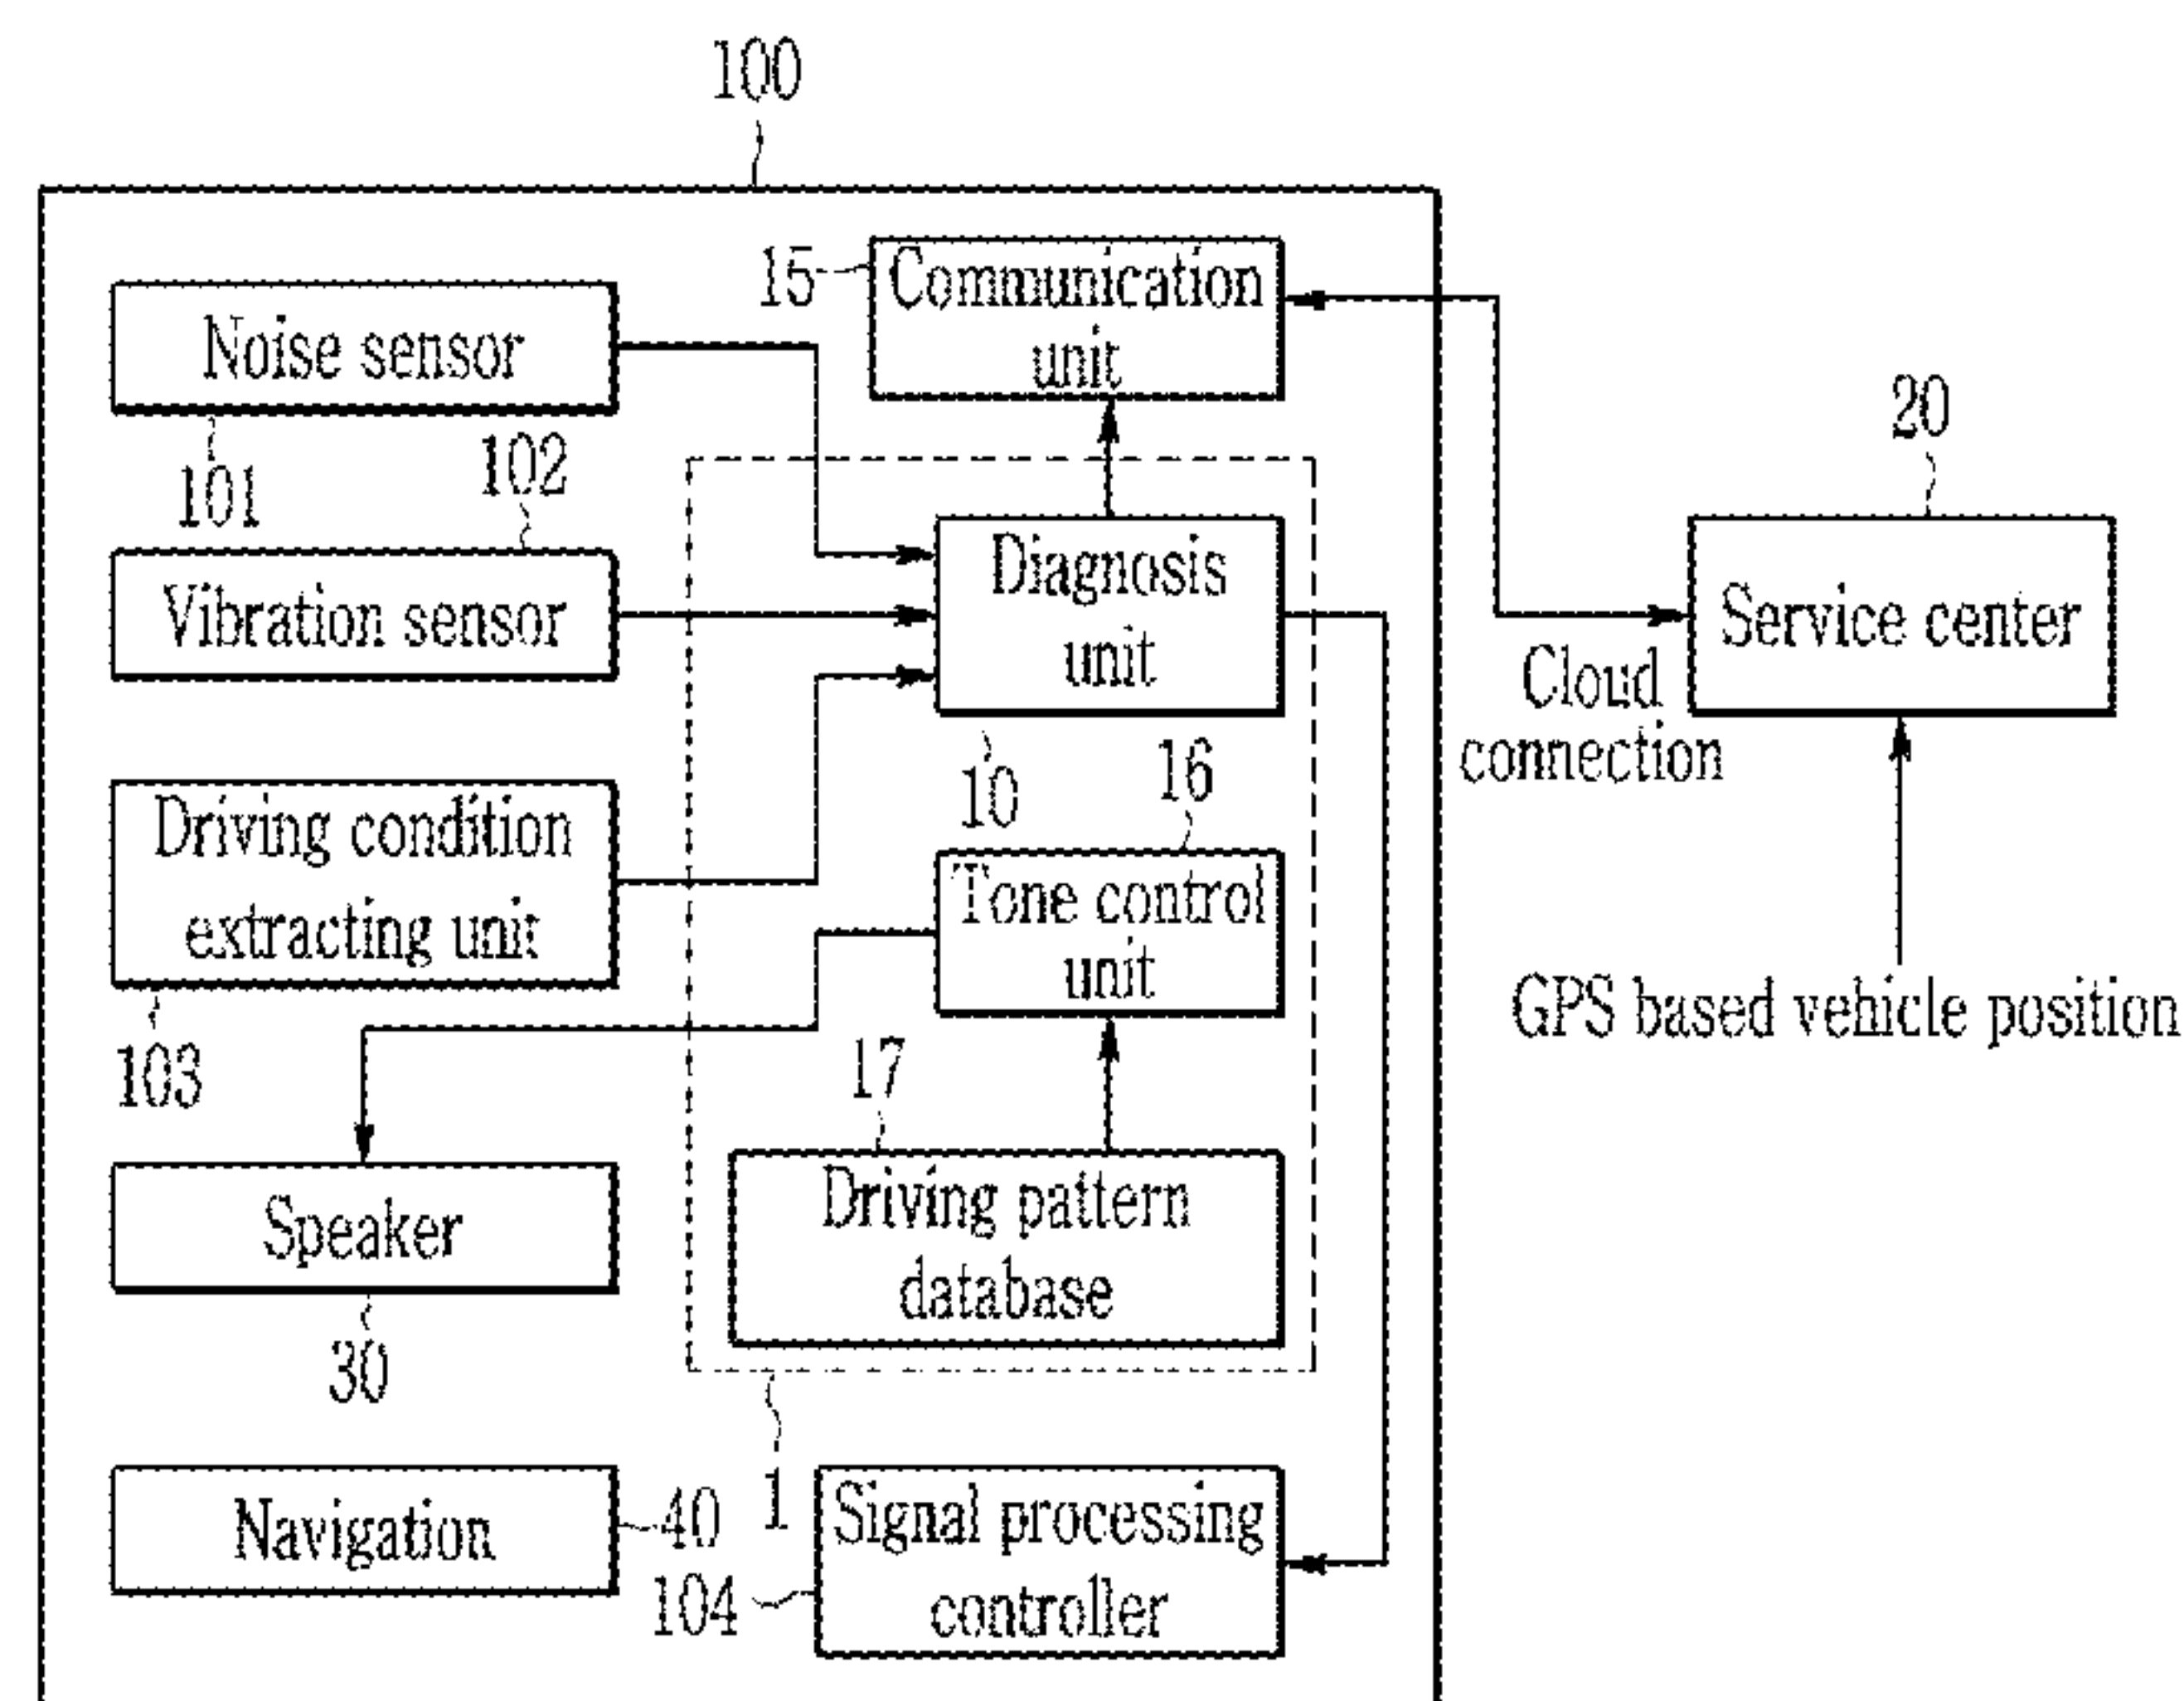 100
15
Communication
unit
Noise sensor
101
102
20
Diagnosis
unit
Vibration sensor
Service center
Cloud
connection
10
16
Driving condition
extracting unit
Tone control
unit
GPS based vehicle position
103
17
Speaker
Driving pattern
database
30
1
Navigation
40
Signal processing
controller
104